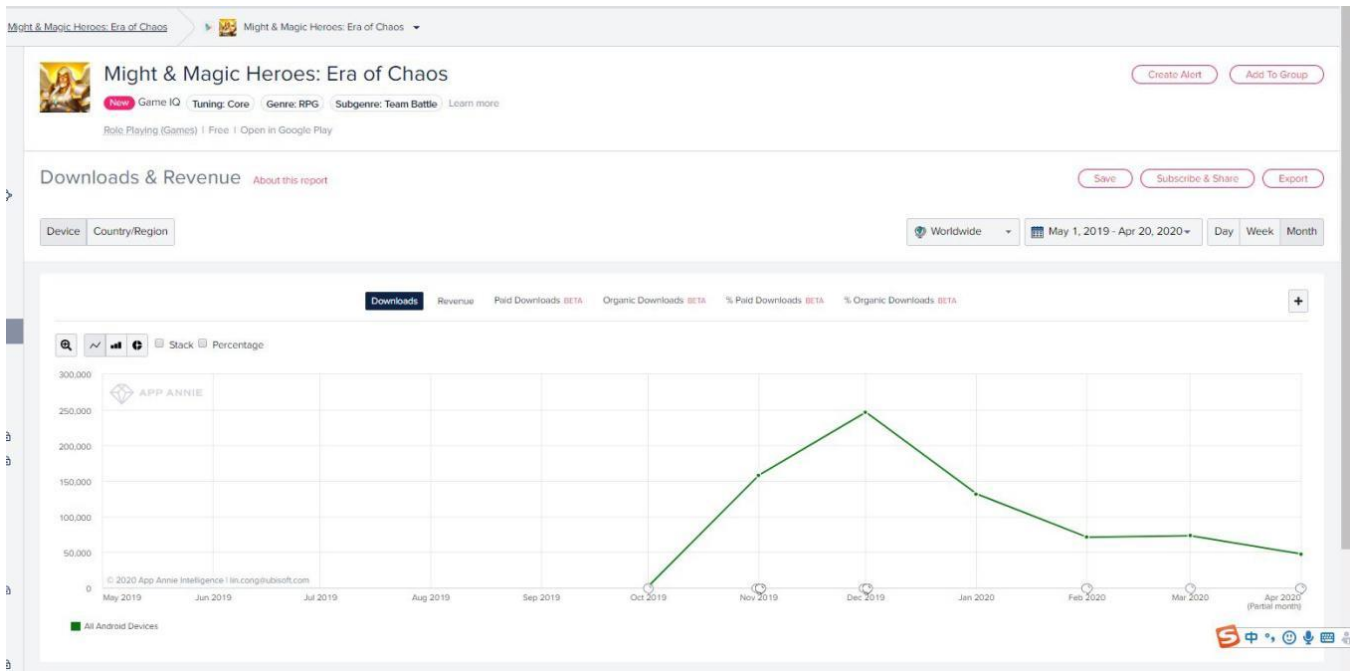 Might & Magic Heroes: Era of Chaos Might & Magic Heroes: Era of Chaos
Might & Magic Heroes: Era of Chaos
Create Alert Add To Group
New Game IQ Tuning: Core Genre: RPG Subgenre: Team Battle Learn more
Role Playing (Games) | Free | Open in Google Play
Downloads & Revenue About this report
Save Subscribe & Share Export
Device Country/Region
Worldwide May 1, 2019 - Apr 20, 2020 Day Week Month
Downloads Revenue Paid Downloads BETA Organic Downloads BETA % Paid Downloads BETA % Organic Downloads BETA +
Stack Percentage
300,000
APP ANNIE
250,000
200,000
150,000
100,000
50,000
© 2020 App Annie Intelligence | lin.cong@ubisoft.com
0
May 2019 Jun 2019 Jul 2019 Aug 2019 Sep 2019 Oct 2019 Nov 2019 Dec 2019 Jan 2020 Feb 2020 Mar 2020 Apr 2020
(Partial month)
All Android Devices
S 中